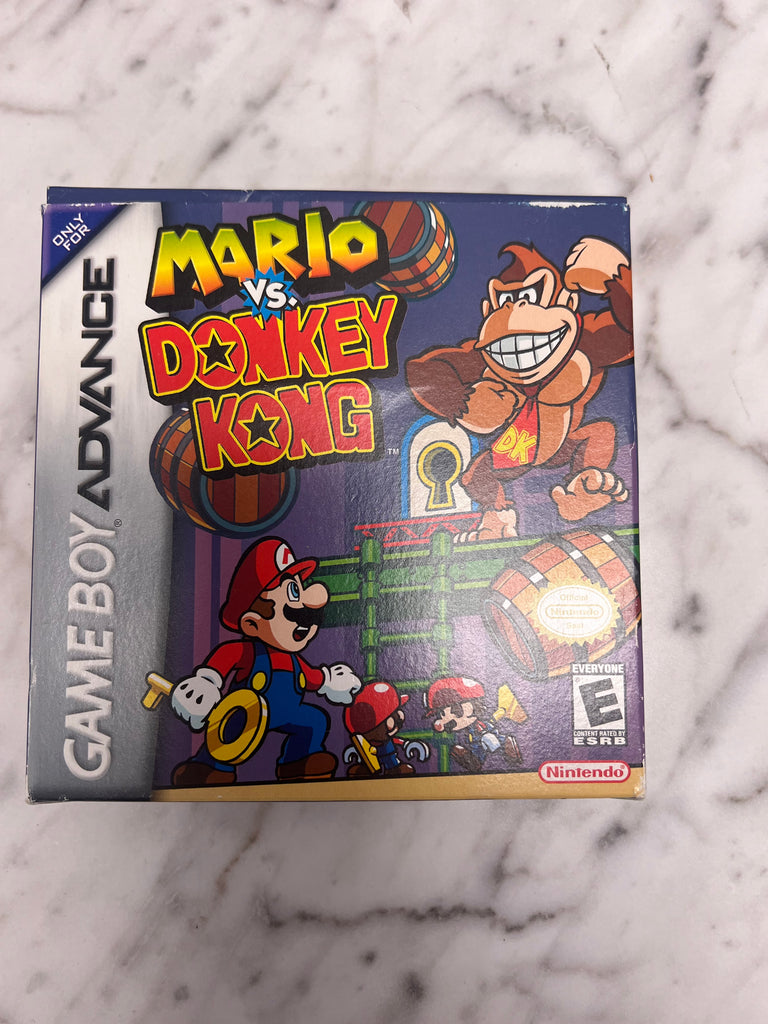 ONLY
FOR
GAME BOY ADVANCE
®
MARIO
VS.
DONKEY
KONG
™
DK
M
Official
Nintendo
Seal
EVERYONE
E
CONTENT RATED BY
ESRB
Nintendo®